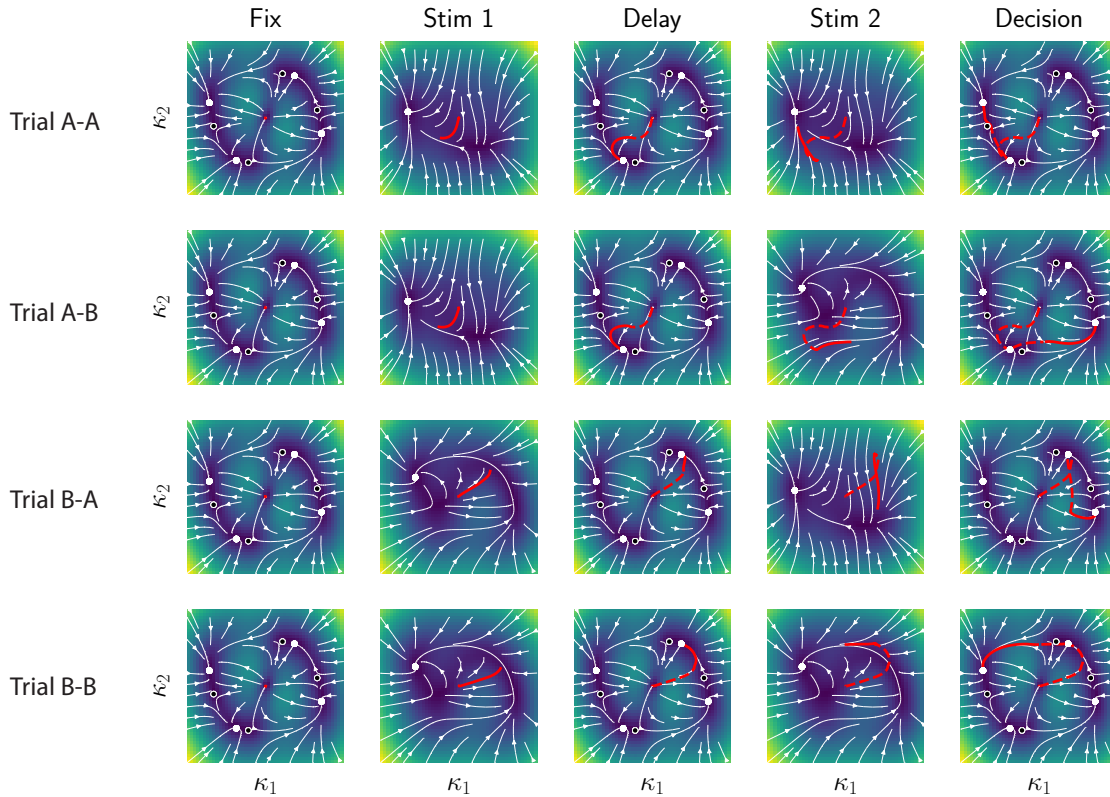 Fix Stim 1 Delay Stim 2 Decision
Trial A-A κ₂
Trial A-B κ₂
Trial B-A κ₂
Trial B-B κ₂
κ₁ κ₁ κ₁ κ₁ κ₁